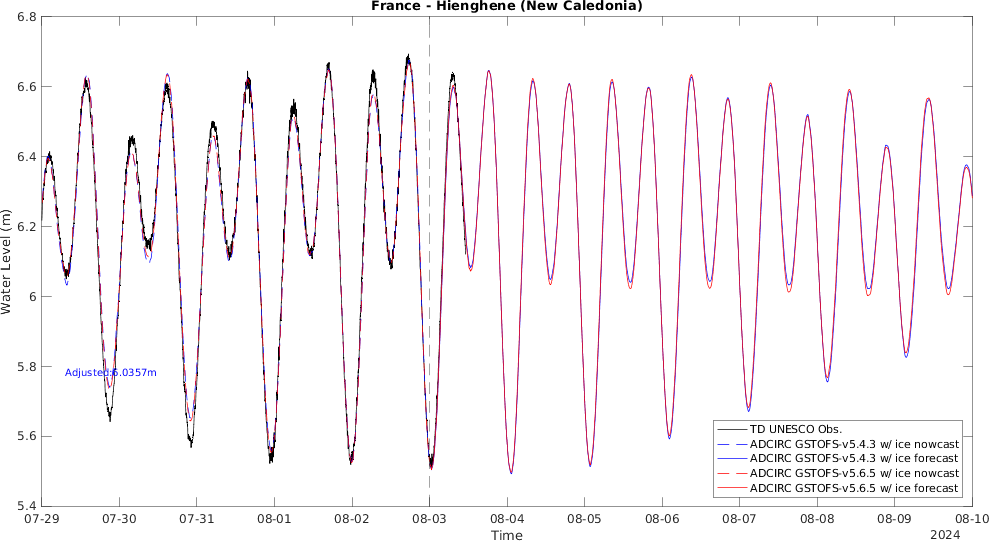 France - Hienghene (New Caledonia)
6.8
6.6
6.4
6.2
6
5.8
5.6
5.4
Water Level (m)
Adjusted:6.0357m
TD UNESCO Obs.
ADCIRC GSTOFS-v5.4.3 w/ ice nowcast
ADCIRC GSTOFS-v5.4.3 w/ ice forecast
ADCIRC GSTOFS-v5.6.5 w/ ice nowcast
ADCIRC GSTOFS-v5.6.5 w/ ice forecast
07-29 07-30 07-31 08-01 08-02 08-03 08-04 08-05 08-06 08-07 08-08 08-09 08-10
Time
2024